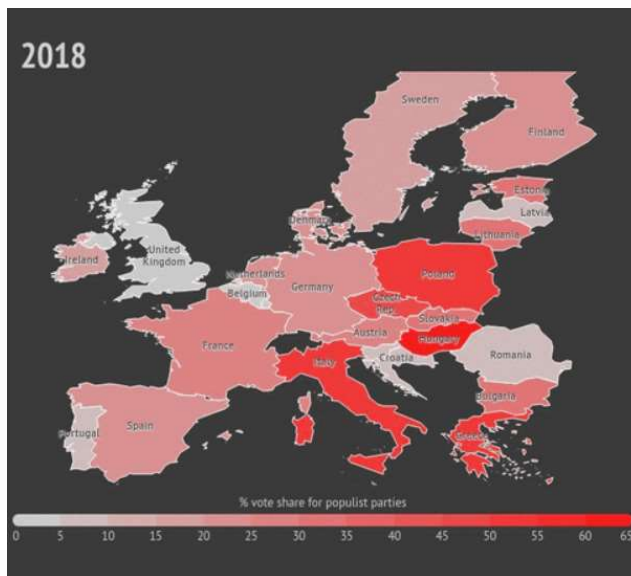 2018
Sweden
Finland
Estonia
Denmark
Latvia
Lithuania
United
Kingdom
Ireland
Netherlands
Poland
Belgium
Germany
Czech
Rep.
Slovakia
France
Austria
Hungary
Italy
Croatia
Romania
Bulgaria
Portugal
Spain
Greece
% vote share for populist parties
0 5 10 15 20 25 30 35 40 45 50 55 60 65